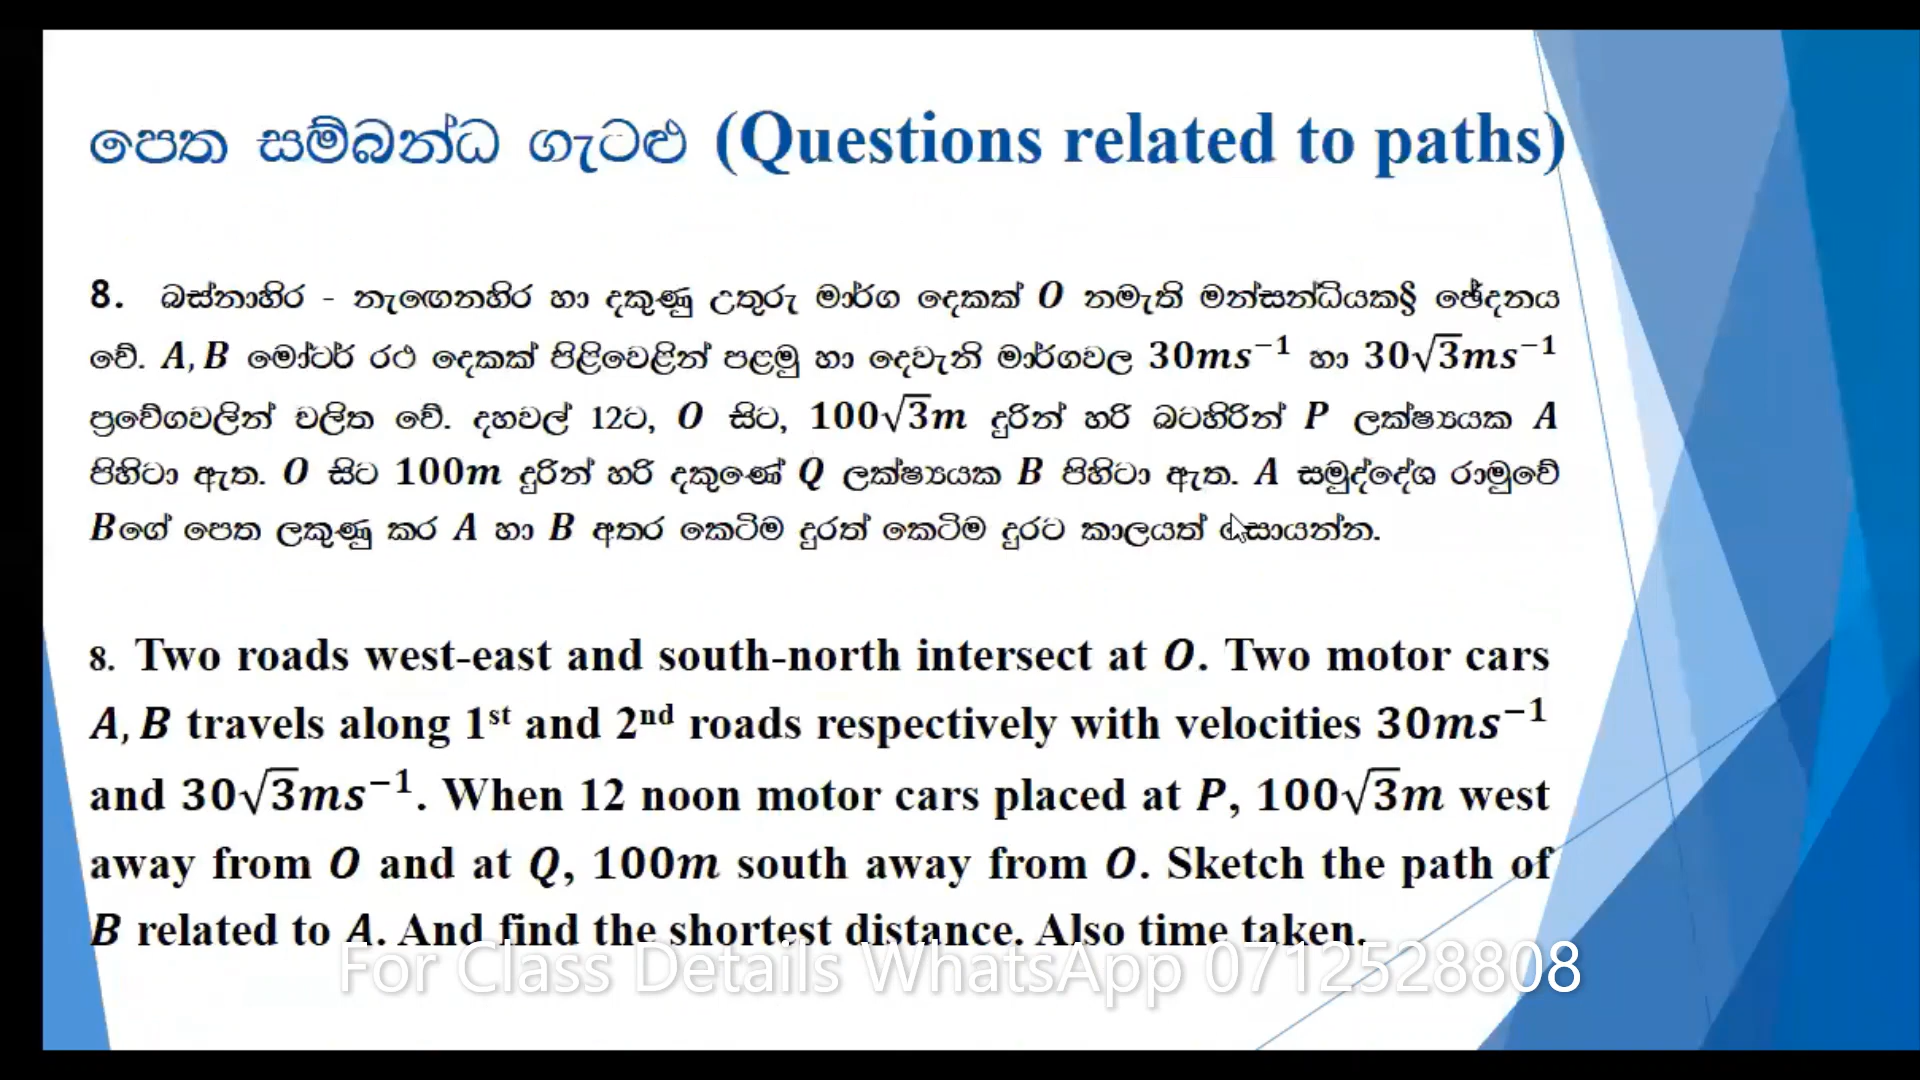 පෙත සම්බන්ධ ගැටළු (Questions related to paths)
8. බස්නාහිර - නැඟෙනහිර හා දකුණු උතුරු මාර්ග දෙකක් O නමැති මන්සන්ධියක§ ඡේදනය
වේ. A, B මෝටර් රථ දෙකක් පිළිවෙළින් පළමු හා දෙවැනි මාර්ගවල 30ms⁻¹ හා 30√3ms⁻¹
ප්‍රවේගවලින් චලිත වේ. දහවල් 12ට, O සිට, 100√3m දුරින් හරි බටහිරින් P ලක්ෂ්‍යයක A
පිහිටා ඇත. O සිට 100m දුරින් හරි දකුණේ Q ලක්ෂ්‍යයක B පිහිටා ඇත. A සමුද්දේශ රාමුවේ
Bගේ පෙත ලකුණු කර A හා B අතර කෙටිම දුරත් කෙටිම දුරට කාලයත් සොයන්න.
8. Two roads west-east and south-north intersect at O. Two motor cars
A, B travels along 1st and 2nd roads respectively with velocities 30ms⁻¹
and 30√3ms⁻¹. When 12 noon motor cars placed at P, 100√3m west
away from O and at Q, 100m south away from O. Sketch the path of
B related to A. And find the shortest distance. Also time taken.
For Class Details WhatsApp 0712528808